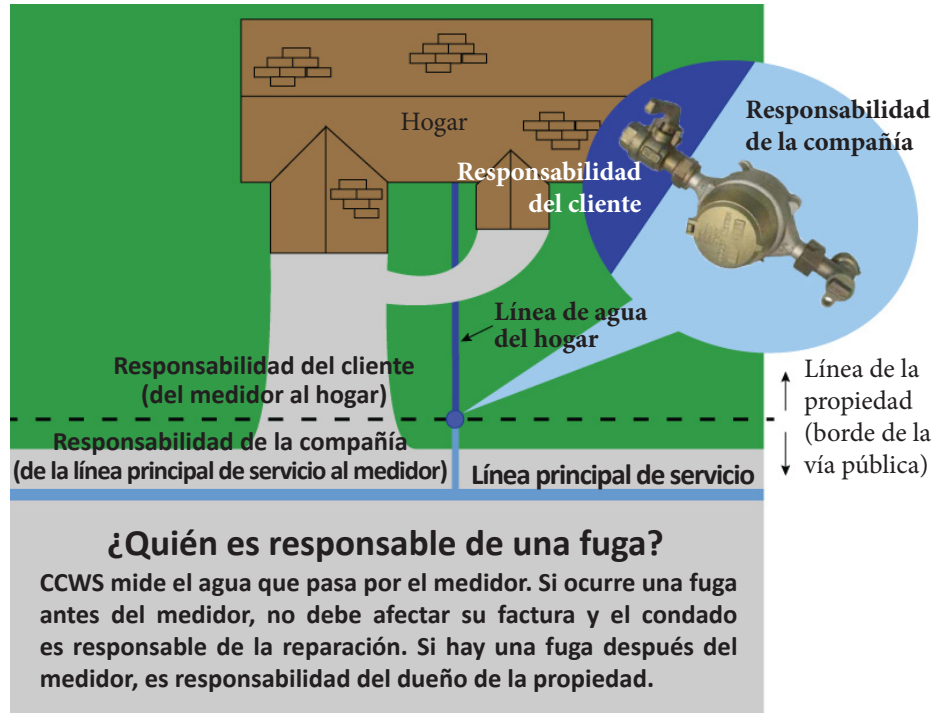 Hogar
Responsabilidad
de la compañía
Responsabilidad
del cliente
Línea de agua
del hogar
Responsabilidad del cliente
(del medidor al hogar)
Línea de la
propiedad
(borde de la
vía pública)
Responsabilidad de la compañía
(de la línea principal de servicio al medidor)
Línea principal de servicio
¿Quién es responsable de una fuga?
CCWS mide el agua que pasa por el medidor. Si ocurre una fuga
antes del medidor, no debe afectar su factura y el condado
es responsable de la reparación. Si hay una fuga después del
medidor, es responsabilidad del dueño de la propiedad.